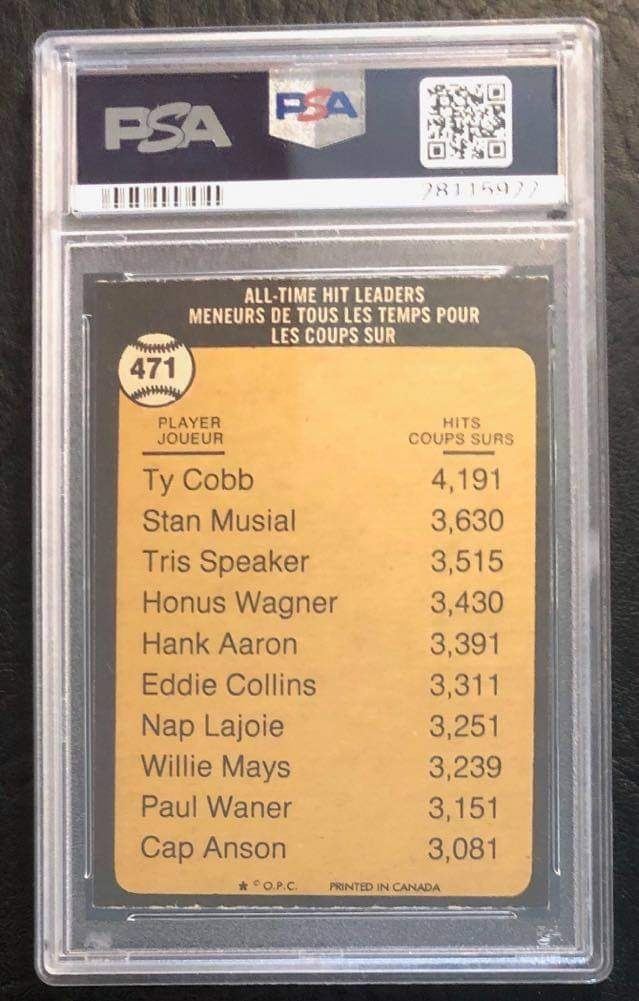 PSA PSA
28115977
ALL-TIME HIT LEADERS
MENEURS DE TOUS LES TEMPS POUR
LES COUPS SUR
471
PLAYER HITS
JOUEUR COUPS SURS
Ty Cobb 4,191
Stan Musial 3,630
Tris Speaker 3,515
Honus Wagner 3,430
Hank Aaron 3,391
Eddie Collins 3,311
Nap Lajoie 3,251
Willie Mays 3,239
Paul Waner 3,151
Cap Anson 3,081
★ © O.P.C. PRINTED IN CANADA